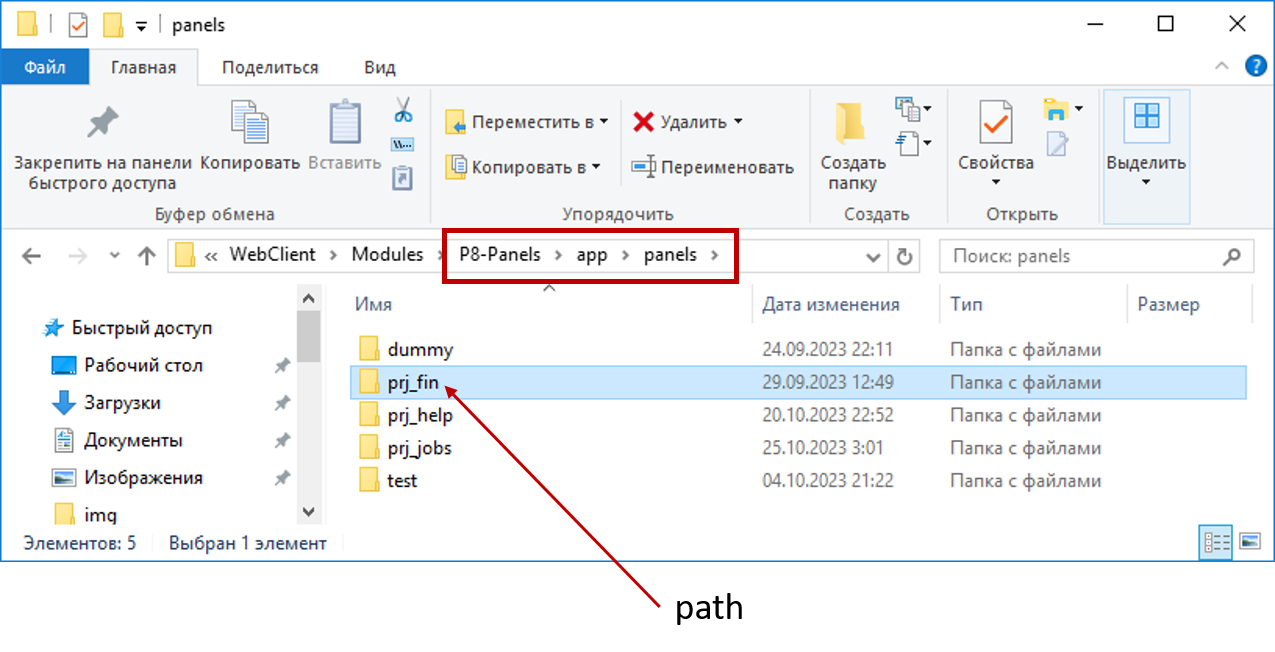 panels
Файл Главная Поделиться Вид
Закрепить на панели быстрого доступа Копировать Вставить
Переместить в
Копировать в
Удалить
Переименовать
Создать папку
Свойства
Выделить
Буфер обмена Упорядочить Создать Открыть
« WebClient > Modules > P8-Panels > app > panels >
Поиск: panels
Быстрый доступ
Рабочий стол
Загрузки
Документы
Изображения
img
Имя Дата изменения Тип Размер
dummy 24.09.2023 22:11 Папка с файлами
prj_fin 29.09.2023 12:49 Папка с файлами
prj_help 20.10.2023 22:52 Папка с файлами
prj_jobs 25.10.2023 3:01 Папка с файлами
test 04.10.2023 21:22 Папка с файлами
Элементов: 5 Выбран 1 элемент
path